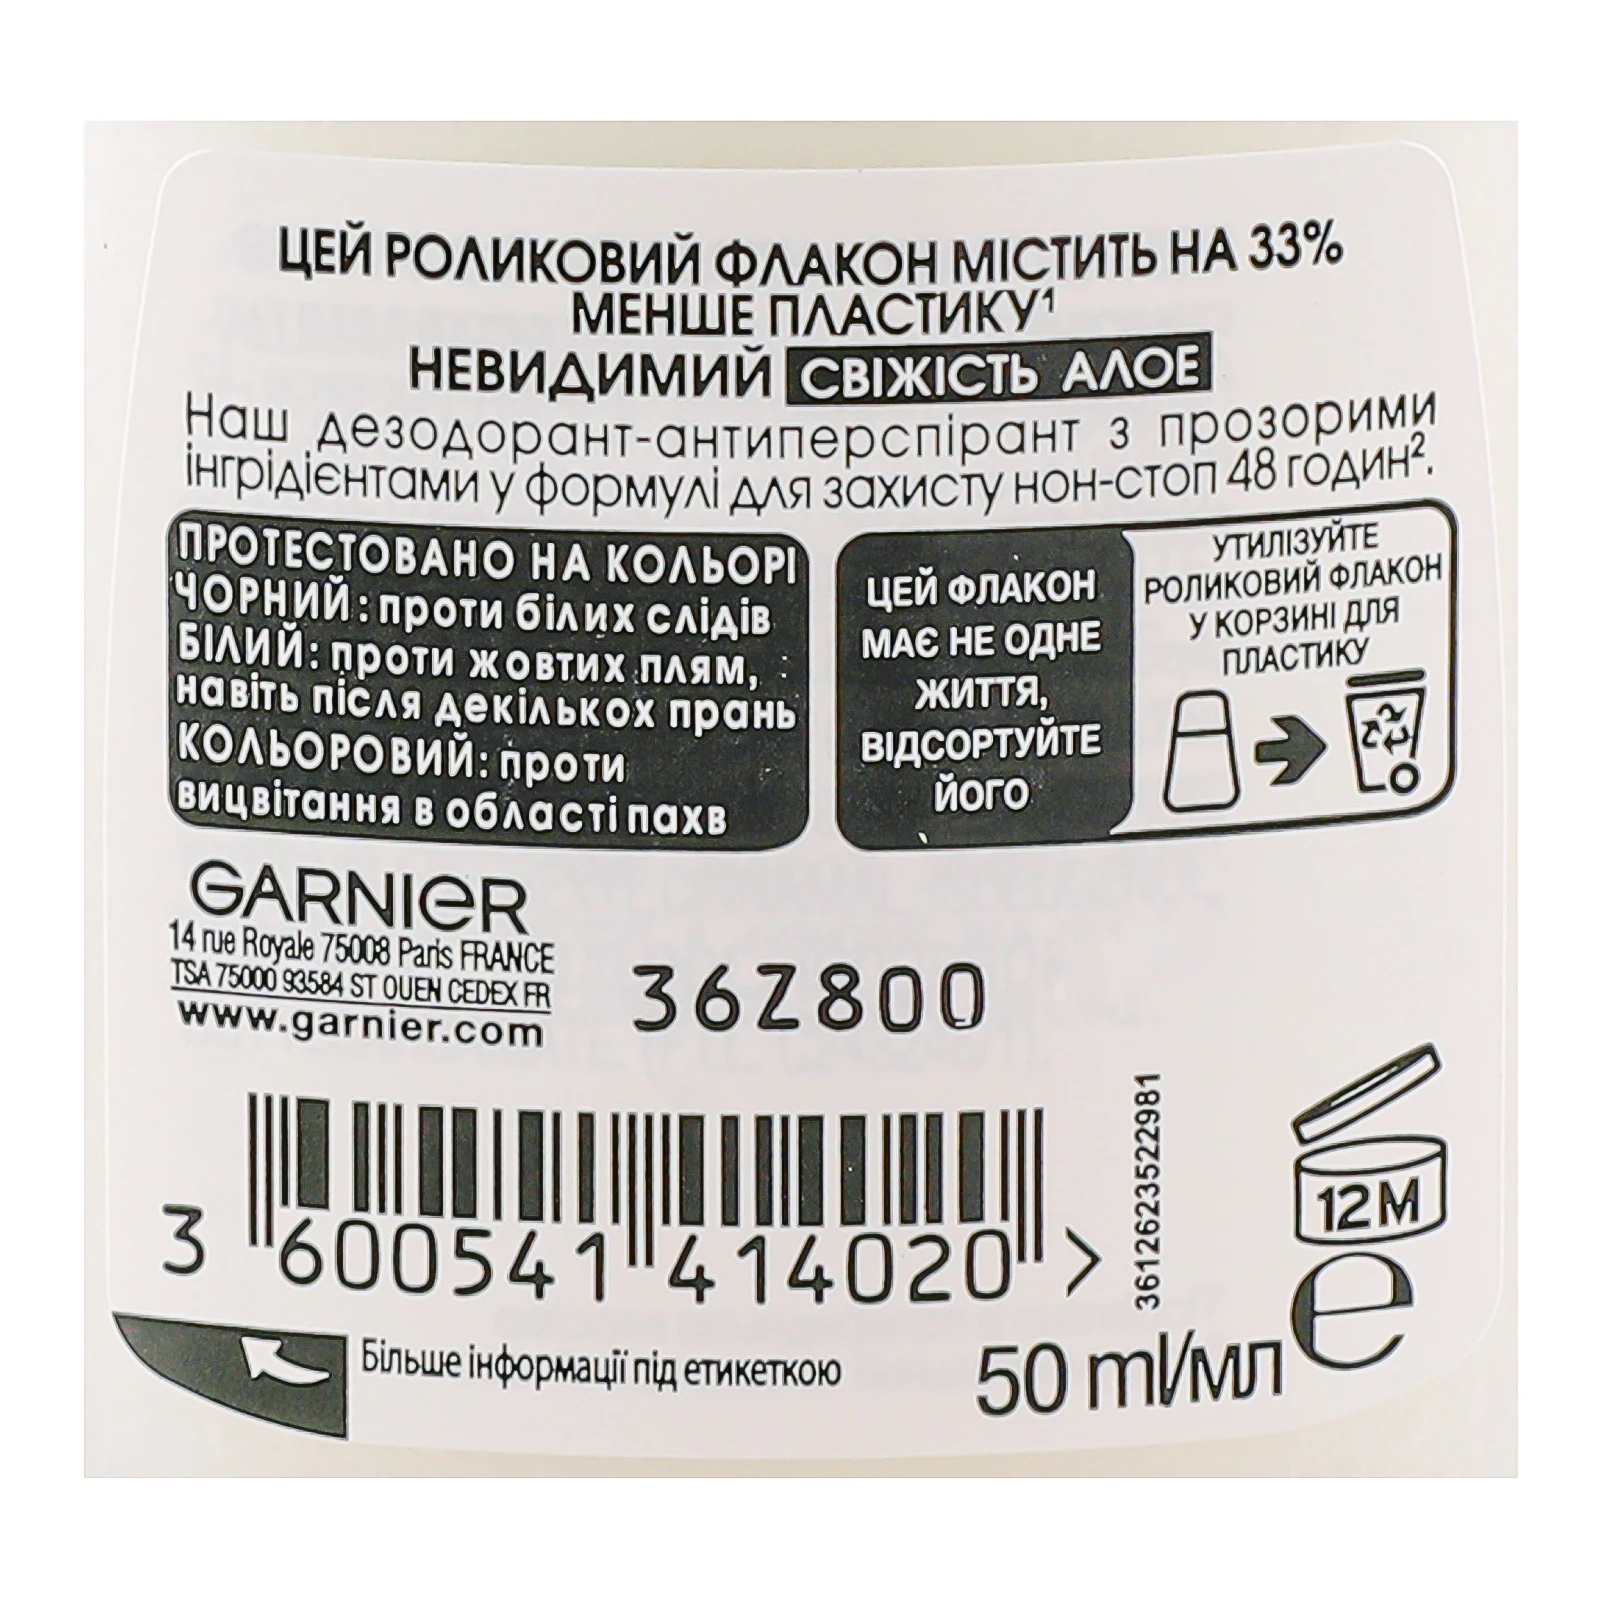 ЦЕЙ РОЛИКОВИЙ ФЛАКОН МІСТИТЬ НА 33%
МЕНШЕ ПЛАСТИКУ¹
НЕВИДИМИЙ СВІЖІСТЬ АЛОЕ
Наш дезодорант-антиперспірант з прозорими
інгрідієнтами у формулі для захисту нон-стоп 48 годин².
ПРОТЕСТОВАНО НА КОЛЬОРІ
ЧОРНИЙ: проти білих слідів
БІЛИЙ: проти жовтих плям,
навіть після декількох прань
КОЛЬОРОВИЙ: проти
вицвітання в області пахв
ЦЕЙ ФЛАКОН
МАЄ НЕ ОДНЕ
ЖИТТЯ,
ВІДСОРТУЙТЕ
ЙОГО
УТИЛІЗУЙТЕ
РОЛИКОВИЙ ФЛАКОН
У КОРЗИНІ ДЛЯ
ПЛАСТИКУ
GARNIER
14 rue Royale 75008 Paris FRANCE
TSA 75000 93584 ST OUEN CEDEX FR
www.garnier.com
36Z800
3 600541 414020 >
3612623522981
12M
Більше інформації під етикеткою
50 ml/мл e